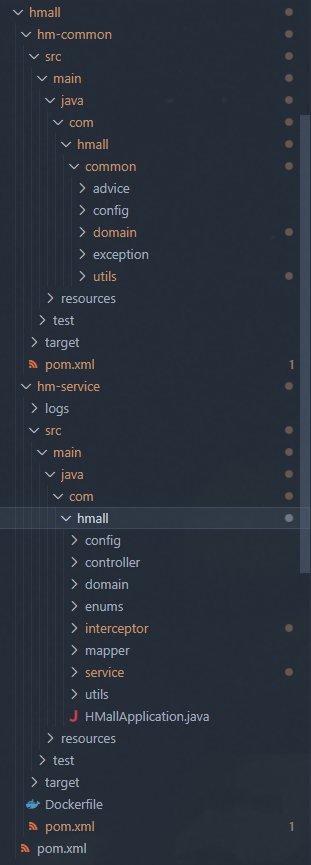 hmall
hm-common
src
main
java
com
hmall
common
advice
config
domain
exception
utils
resources
test
target
pom.xml 1
hm-service
logs
src
main
java
com
hmall
config
controller
domain
enums
interceptor
mapper
service
utils
J HMallApplication.java
resources
test
target
Dockerfile
pom.xml 1
pom.xml